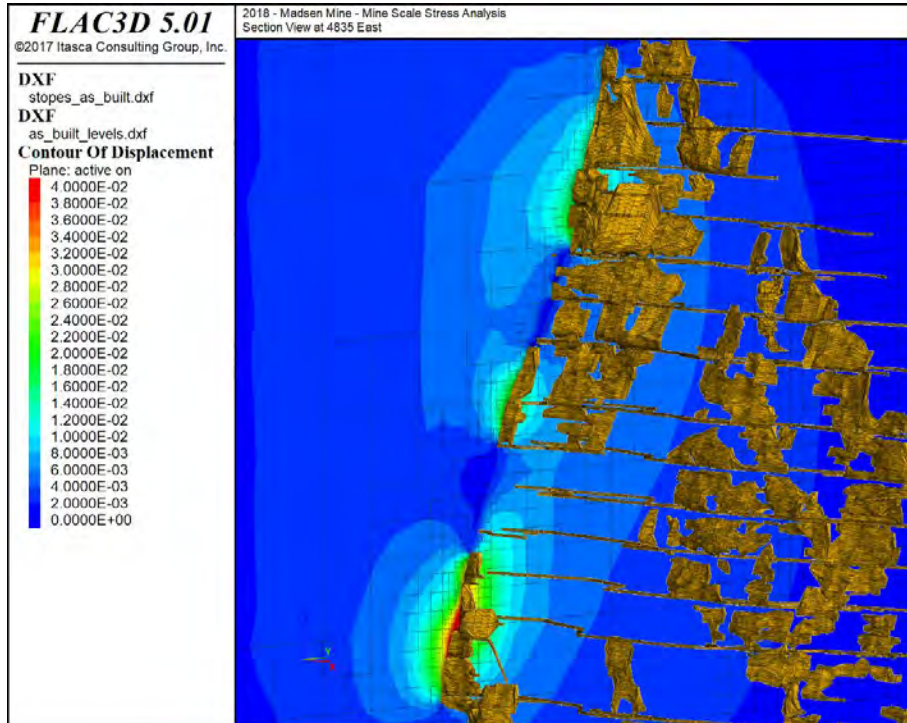 FLAC3D 5.01
©2017 Itasca Consulting Group, Inc.
2018 - Madsen Mine - Mine Scale Stress Analysis
Section View at 4835 East
DXF
stopes_as_built.dxf
DXF
as_built_levels.dxf
Contour Of Displacement
Plane: active on
4.0000E-02
3.8000E-02
3.6000E-02
3.4000E-02
3.2000E-02
3.0000E-02
2.8000E-02
2.6000E-02
2.4000E-02
2.2000E-02
2.0000E-02
1.8000E-02
1.6000E-02
1.4000E-02
1.2000E-02
1.0000E-02
8.0000E-03
6.0000E-03
4.0000E-03
2.0000E-03
0.0000E+00
Y
X